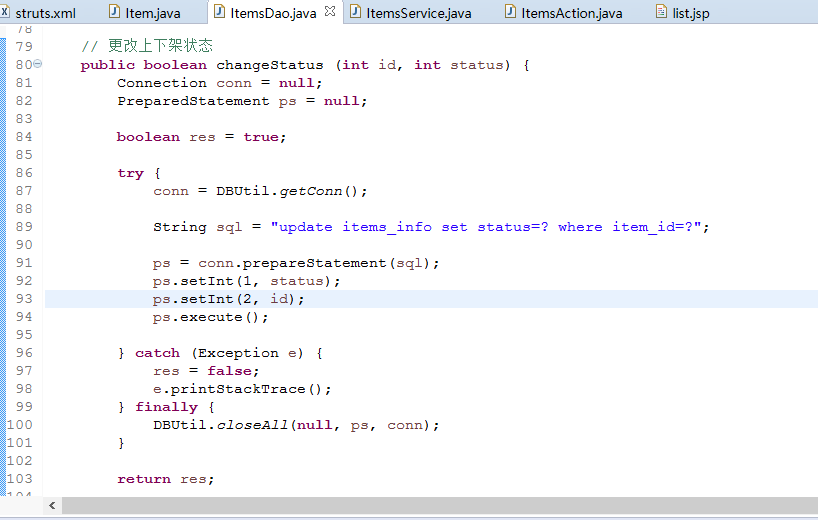 struts.xml Item.java ItemsDao.java ItemsService.java ItemsAction.java list.jsp
78
79 // 更改上下架状态
80 public boolean changeStatus (int id, int status) {
81 Connection conn = null;
82 PreparedStatement ps = null;
83
84 boolean res = true;
85
86 try {
87 conn = DBUtil.getConn();
88
89 String sql = "update items_info set status=? where item_id=?";
90
91 ps = conn.prepareStatement(sql);
92 ps.setInt(1, status);
93 ps.setInt(2, id);
94 ps.execute();
95
96 } catch (Exception e) {
97 res = false;
98 e.printStackTrace();
99 } finally {
100 DBUtil.closeAll(null, ps, conn);
101 }
102
103 return res;
104